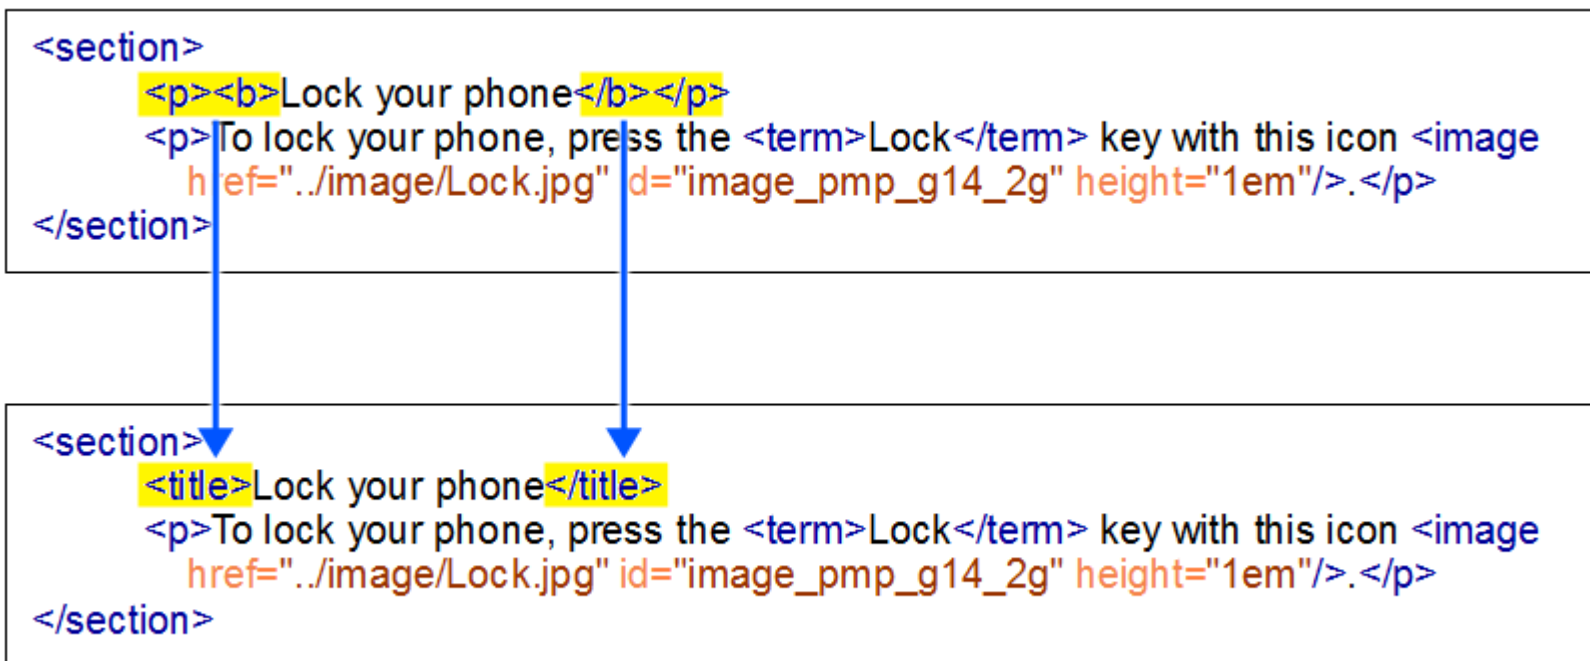 <section>
<p><b>Lock your phone</b></p>
<p>To lock your phone, press the <term>Lock</term> key with this icon <image
href="../image/Lock.jpg" id="image_pmp_g14_2g" height="1em"/>.</p>
</section>
<section>
<title>Lock your phone</title>
<p>To lock your phone, press the <term>Lock</term> key with this icon <image
href="../image/Lock.jpg" id="image_pmp_g14_2g" height="1em"/>.</p>
</section>